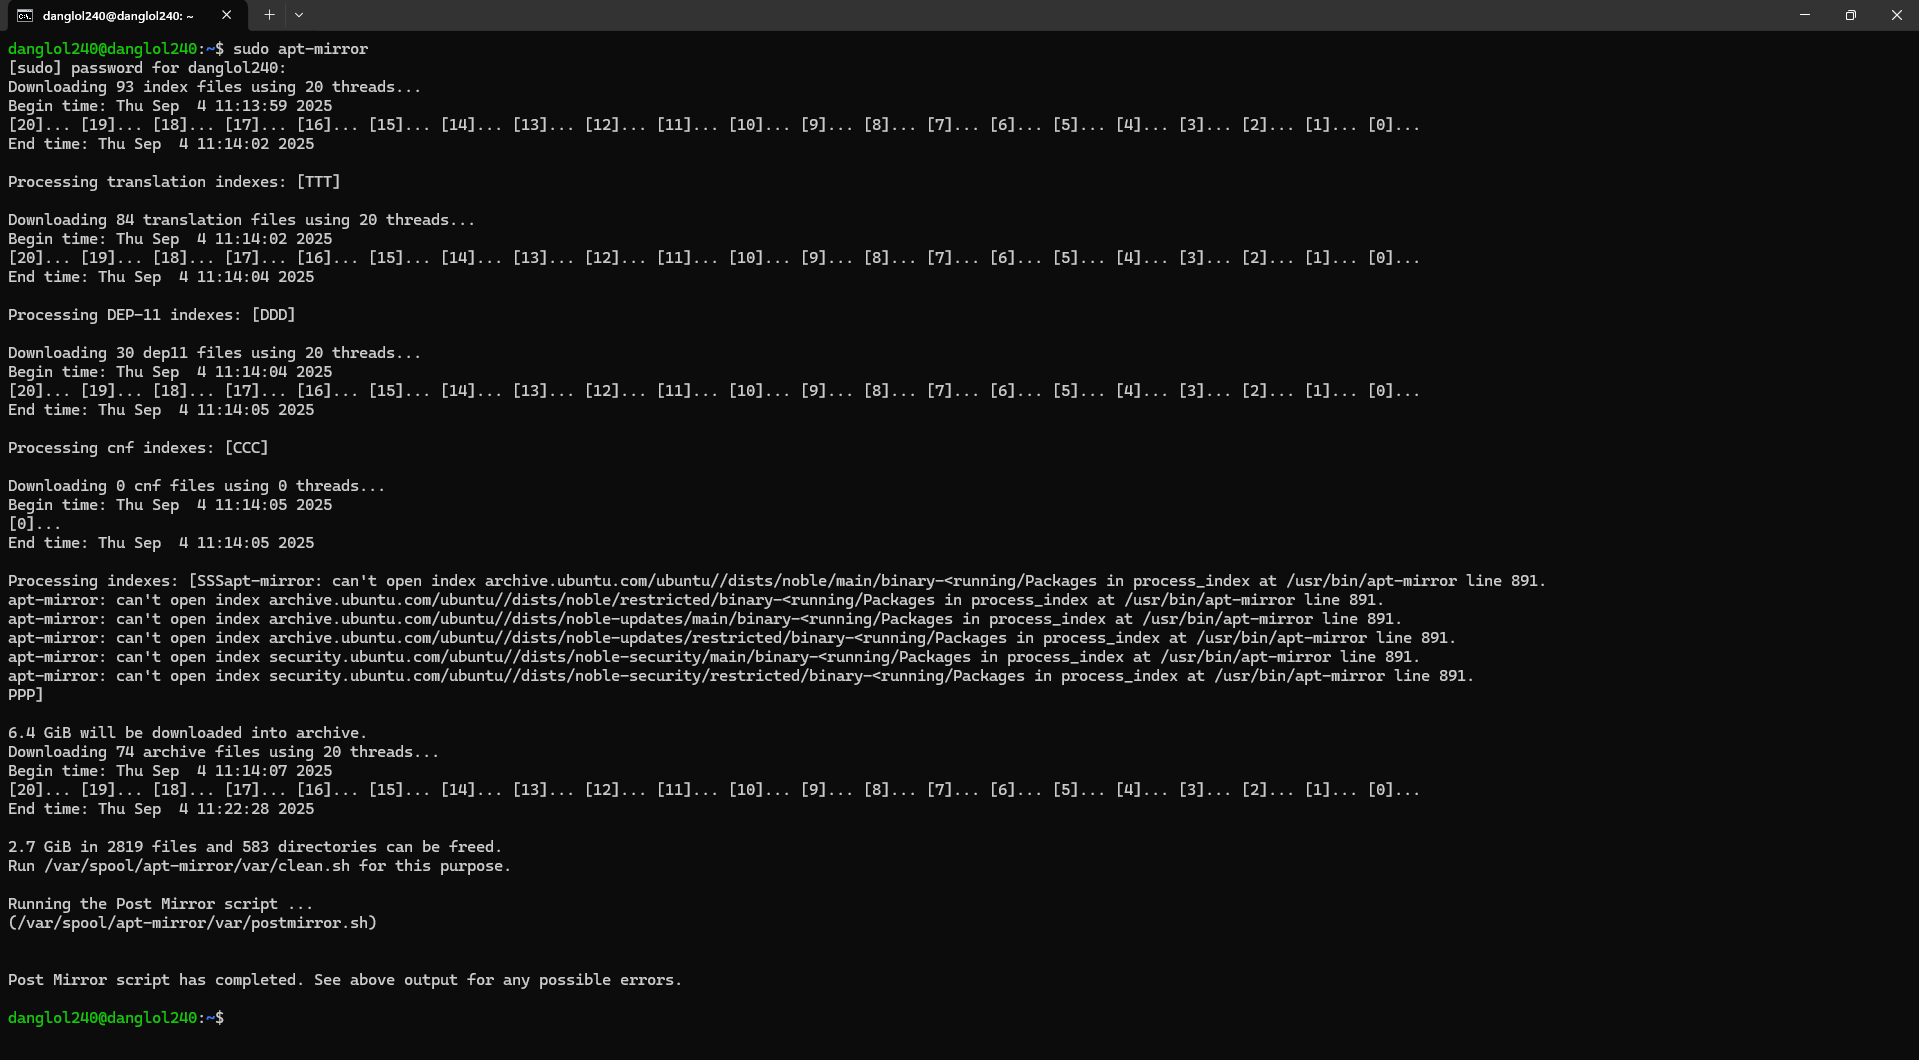 danglol240@danglol240: ~
danglol240@danglol240:~$ sudo apt-mirror
[sudo] password for danglol240:
Downloading 93 index files using 20 threads...
Begin time: Thu Sep  4 11:13:59 2025
[20]... [19]... [18]... [17]... [16]... [15]... [14]... [13]... [12]... [11]... [10]... [9]... [8]... [7]... [6]... [5]... [4]... [3]... [2]... [1]... [0]...
End time: Thu Sep  4 11:14:02 2025
Processing translation indexes: [TTT]
Downloading 84 translation files using 20 threads...
Begin time: Thu Sep  4 11:14:02 2025
[20]... [19]... [18]... [17]... [16]... [15]... [14]... [13]... [12]... [11]... [10]... [9]... [8]... [7]... [6]... [5]... [4]... [3]... [2]... [1]... [0]...
End time: Thu Sep  4 11:14:04 2025
Processing DEP-11 indexes: [DDD]
Downloading 30 dep11 files using 20 threads...
Begin time: Thu Sep  4 11:14:04 2025
[20]... [19]... [18]... [17]... [16]... [15]... [14]... [13]... [12]... [11]... [10]... [9]... [8]... [7]... [6]... [5]... [4]... [3]... [2]... [1]... [0]...
End time: Thu Sep  4 11:14:05 2025
Processing cnf indexes: [CCC]
Downloading 0 cnf files using 0 threads...
Begin time: Thu Sep  4 11:14:05 2025
[0]...
End time: Thu Sep  4 11:14:05 2025
Processing indexes: [SSSapt-mirror: can't open index archive.ubuntu.com/ubuntu//dists/noble/main/binary-<running/Packages in process_index at /usr/bin/apt-mirror line 891.
apt-mirror: can't open index archive.ubuntu.com/ubuntu//dists/noble/restricted/binary-<running/Packages in process_index at /usr/bin/apt-mirror line 891.
apt-mirror: can't open index archive.ubuntu.com/ubuntu//dists/noble-updates/main/binary-<running/Packages in process_index at /usr/bin/apt-mirror line 891.
apt-mirror: can't open index archive.ubuntu.com/ubuntu//dists/noble-updates/restricted/binary-<running/Packages in process_index at /usr/bin/apt-mirror line 891.
apt-mirror: can't open index security.ubuntu.com/ubuntu//dists/noble-security/main/binary-<running/Packages in process_index at /usr/bin/apt-mirror line 891.
apt-mirror: can't open index security.ubuntu.com/ubuntu//dists/noble-security/restricted/binary-<running/Packages in process_index at /usr/bin/apt-mirror line 891.
PPP]
6.4 GiB will be downloaded into archive.
Downloading 74 archive files using 20 threads...
Begin time: Thu Sep  4 11:14:07 2025
[20]... [19]... [18]... [17]... [16]... [15]... [14]... [13]... [12]... [11]... [10]... [9]... [8]... [7]... [6]... [5]... [4]... [3]... [2]... [1]... [0]...
End time: Thu Sep  4 11:22:28 2025
2.7 GiB in 2819 files and 583 directories can be freed.
Run /var/spool/apt-mirror/var/clean.sh for this purpose.
Running the Post Mirror script ...
(/var/spool/apt-mirror/var/postmirror.sh)
Post Mirror script has completed. See above output for any possible errors.
danglol240@danglol240:~$